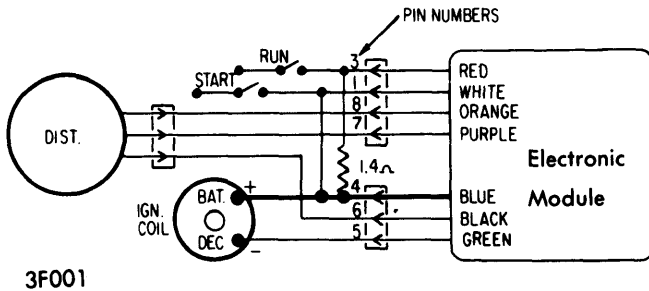 PIN NUMBERS
RUN
3
RED
START
1
WHITE
8
ORANGE
DIST.
7
PURPLE
1.4Ω
Electronic
Module
BAT.
+
4
BLUE
IGN.
COIL
6
BLACK
DEC
-
5
GREEN
3F001